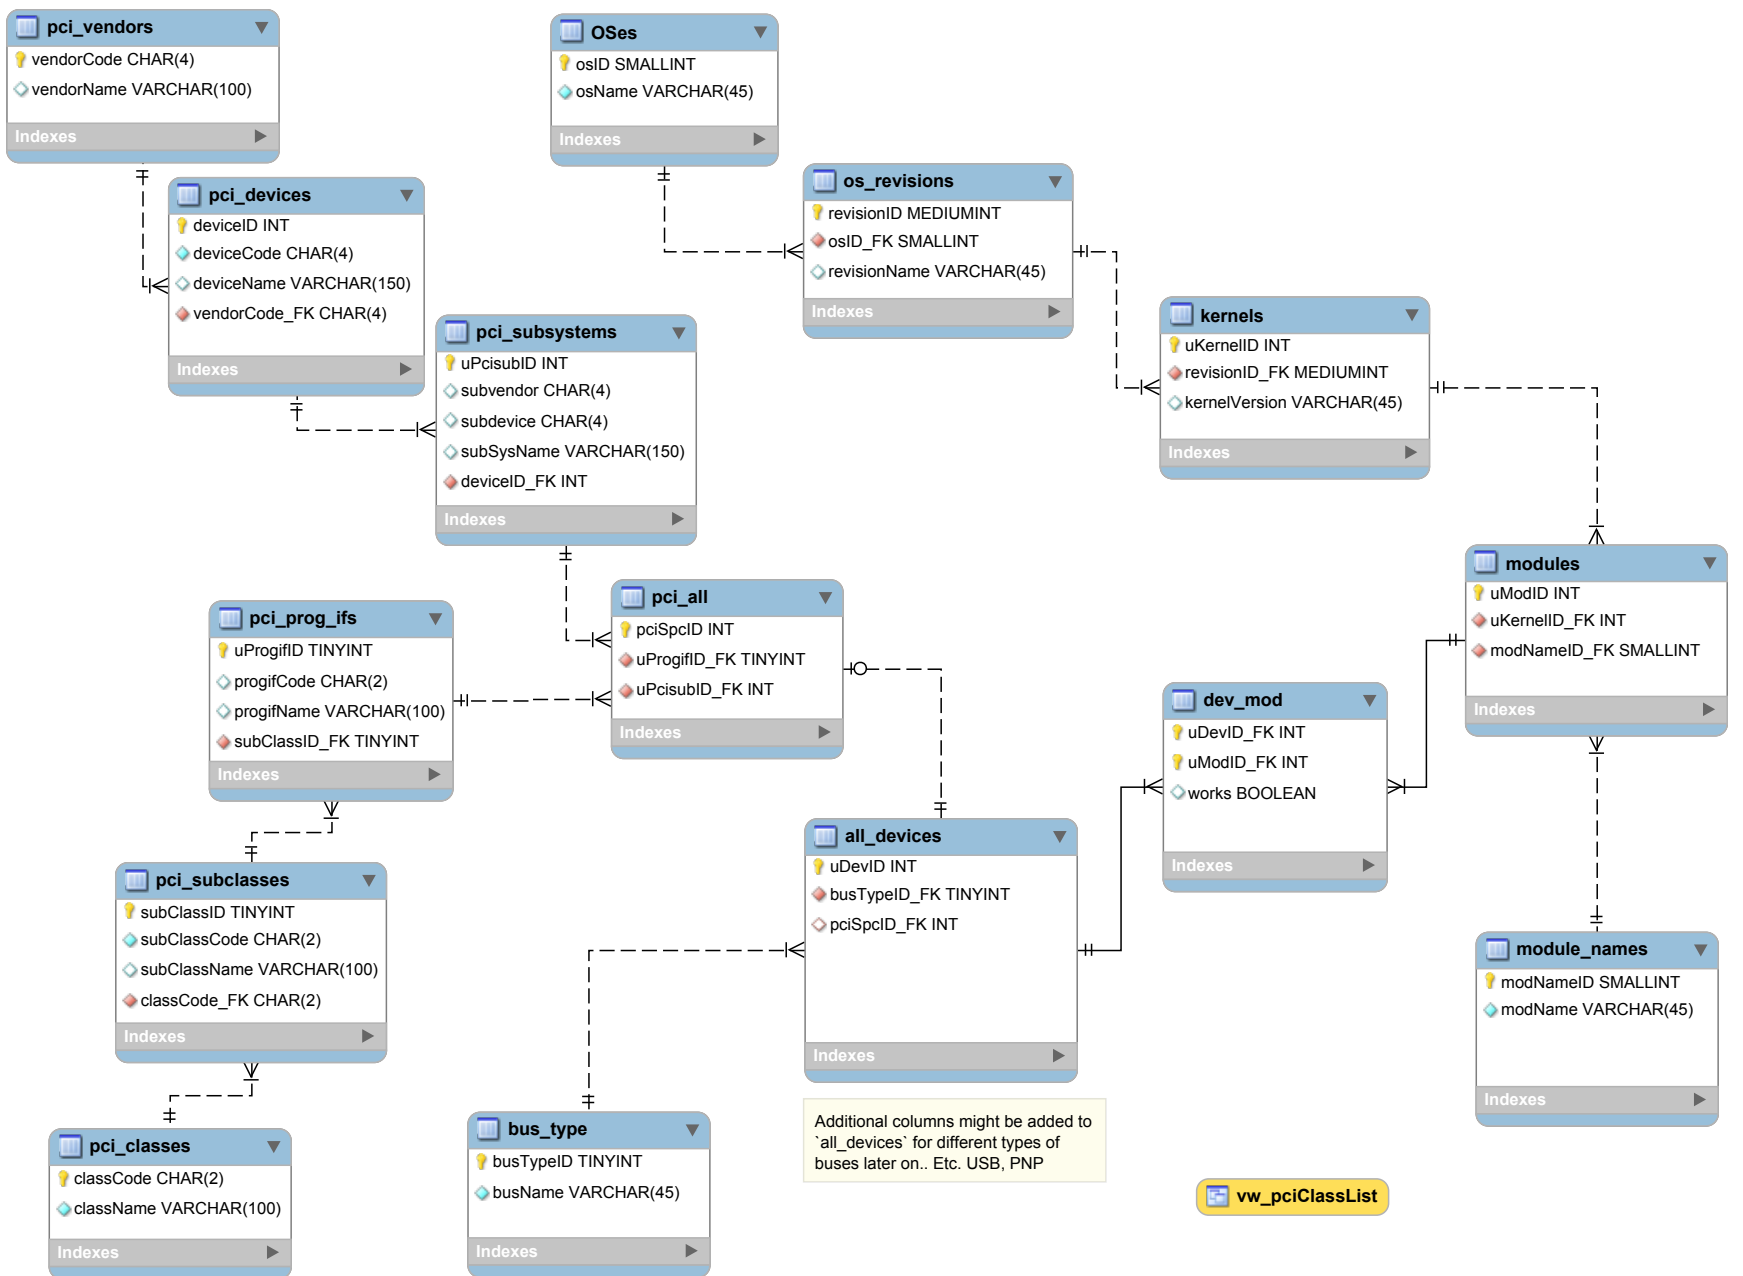 pci_vendors
vendorCode CHAR(4)
vendorName VARCHAR(100)
Indexes
OSes
osID SMALLINT
osName VARCHAR(45)
Indexes
pci_devices
deviceID INT
deviceCode CHAR(4)
deviceName VARCHAR(150)
vendorCode_FK CHAR(4)
Indexes
os_revisions
revisionID MEDIUMINT
osID_FK SMALLINT
revisionName VARCHAR(45)
Indexes
pci_subsystems
uPcisubID INT
subvendor CHAR(4)
subdevice CHAR(4)
subSysName VARCHAR(150)
deviceID_FK INT
Indexes
kernels
uKernelID INT
revisionID_FK MEDIUMINT
kernelVersion VARCHAR(45)
Indexes
modules
uModID INT
uKernelID_FK INT
modNameID_FK SMALLINT
Indexes
pci_all
pciSpcID INT
uProgifID_FK TINYINT
uPcisubID_FK INT
Indexes
pci_prog_ifs
uProgifID TINYINT
progifCode CHAR(2)
progifName VARCHAR(100)
subClassID_FK TINYINT
Indexes
dev_mod
uDevID_FK INT
uModID_FK INT
works BOOLEAN
Indexes
all_devices
uDevID INT
busTypeID_FK TINYINT
pciSpcID_FK INT
Indexes
pci_subclasses
subClassID TINYINT
subClassCode CHAR(2)
subClassName VARCHAR(100)
classCode_FK CHAR(2)
Indexes
module_names
modNameID SMALLINT
modName VARCHAR(45)
Indexes
pci_classes
classCode CHAR(2)
className VARCHAR(100)
Indexes
bus_type
busTypeID TINYINT
busName VARCHAR(45)
Indexes
Additional columns might be added to
`all_devices` for different types of
buses later on.. Etc. USB, PNP
vw_pciClassList